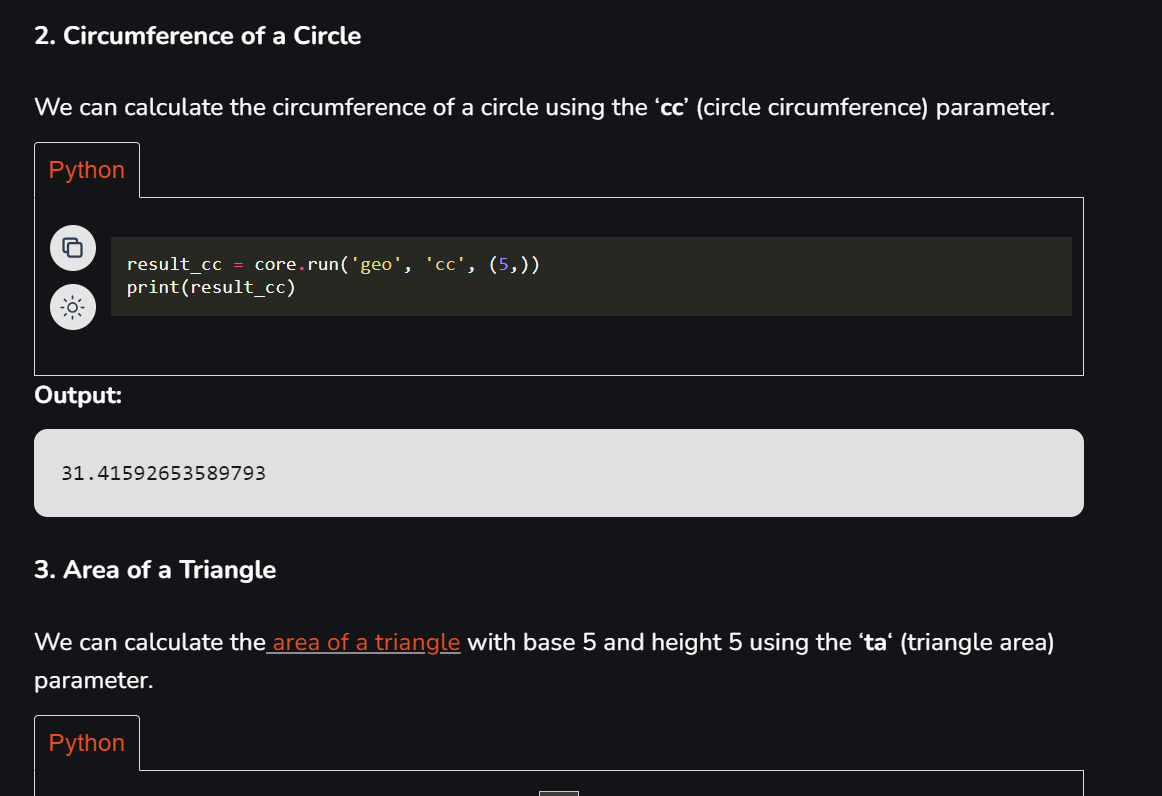 2. Circumference of a Circle
We can calculate the circumference of a circle using the ‘cc’ (circle circumference) parameter.
Python
result_cc = core.run('geo', 'cc', (5,))
print(result_cc)
Output:
31.41592653589793
3. Area of a Triangle
We can calculate the area of a triangle with base 5 and height 5 using the ‘ta‘ (triangle area)
parameter.
Python